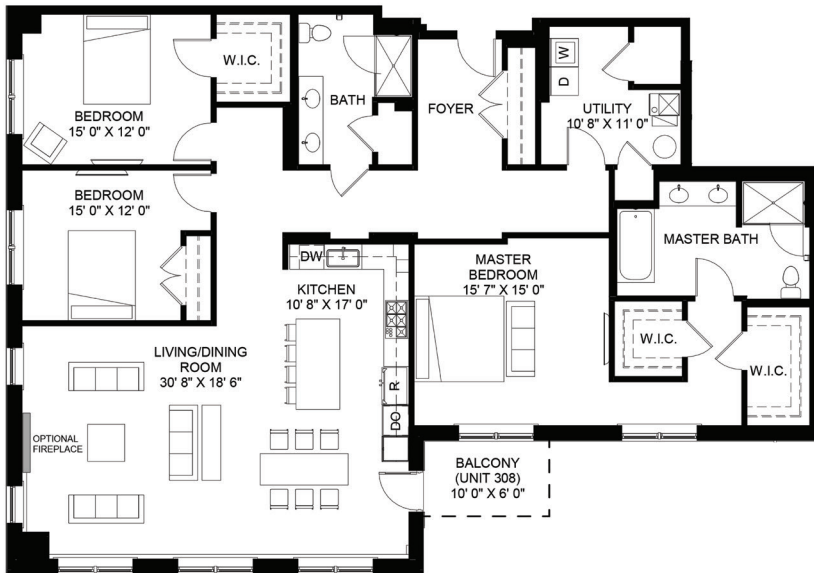 BEDROOM
15' 0" X 12' 0"
W.I.C.
BATH
FOYER
W
D
UTILITY
10' 8" X 11' 0"
BEDROOM
15' 0" X 12' 0"
MASTER BATH
DW
KITCHEN
10' 8" X 17' 0"
MASTER
BEDROOM
15' 7" X 15' 0"
W.I.C.
W.I.C.
LIVING/DINING
ROOM
30' 8" X 18' 6"
R
DO
OPTIONAL
FIREPLACE
BALCONY
(UNIT 308)
10' 0" X 6' 0"